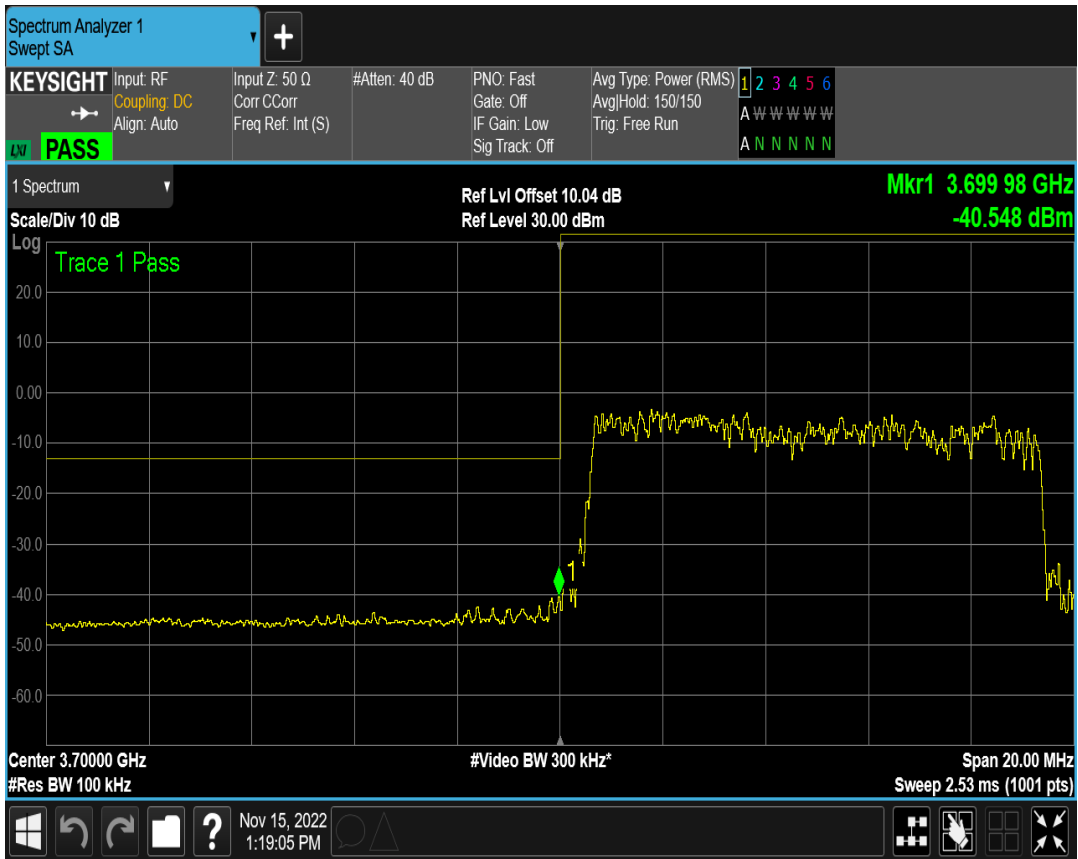 Spectrum Analyzer 1
Swept SA
+
KEYSIGHT
LXI PASS
Input: RF
Coupling: DC
Align: Auto
Input Z: 50 Ω
Corr CCorr
Freq Ref: Int (S)
#Atten: 40 dB
PNO: Fast
Gate: Off
IF Gain: Low
Sig Track: Off
Avg Type: Power (RMS)
Avg|Hold: 150/150
Trig: Free Run
1 2 3 4 5 6
A W W W W W
A N N N N N
1 Spectrum
Scale/Div 10 dB
Ref Lvl Offset 10.04 dB
Ref Level 30.00 dBm
Mkr1 3.699 98 GHz
-40.548 dBm
Log
Trace 1 Pass
20.0
10.0
0.00
-10.0
-20.0
-30.0
-40.0
-50.0
-60.0
1
Center 3.70000 GHz
#Res BW 100 kHz
#Video BW 300 kHz*
Span 20.00 MHz
Sweep 2.53 ms (1001 pts)
?
Nov 15, 2022
1:19:05 PM